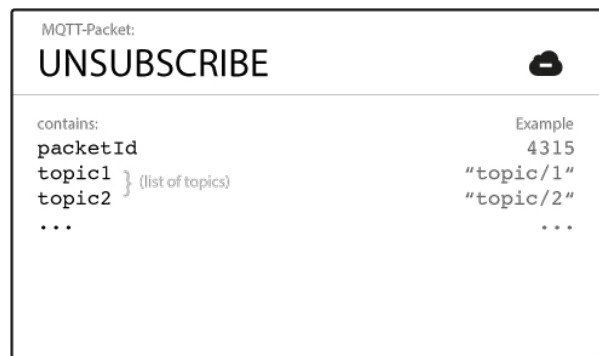 MQTT-Packet:
UNSUBSCRIBE
contains: Example
packetId 4315
topic1 } (list of topics) “topic/1“
topic2 “topic/2“
... ...